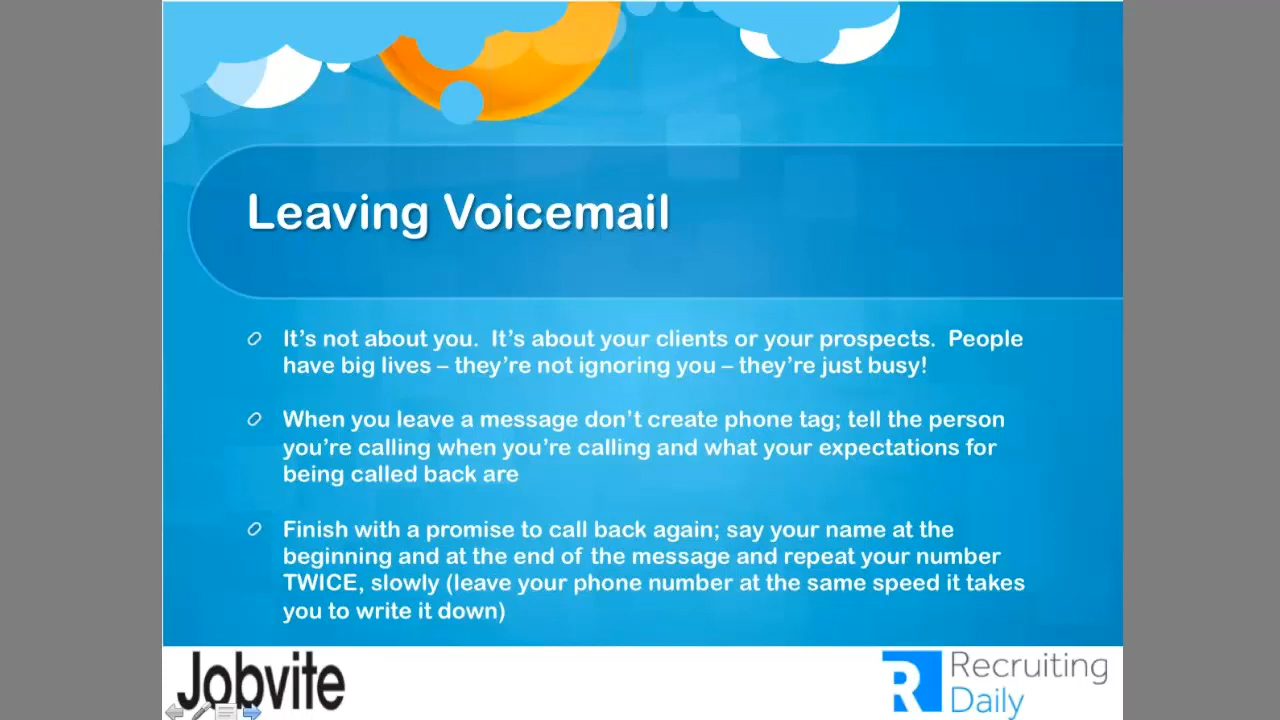 Leaving Voicemail
It's not about you.  It's about your clients or your prospects.  People
have big lives – they're not ignoring you – they're just busy!
When you leave a message don't create phone tag; tell the person
you're calling when you're calling and what your expectations for
being called back are
Finish with a promise to call back again; say your name at the
beginning and at the end of the message and repeat your number
TWICE, slowly (leave your phone number at the same speed it takes
you to write it down)
Jobvite
R Recruiting
Daily